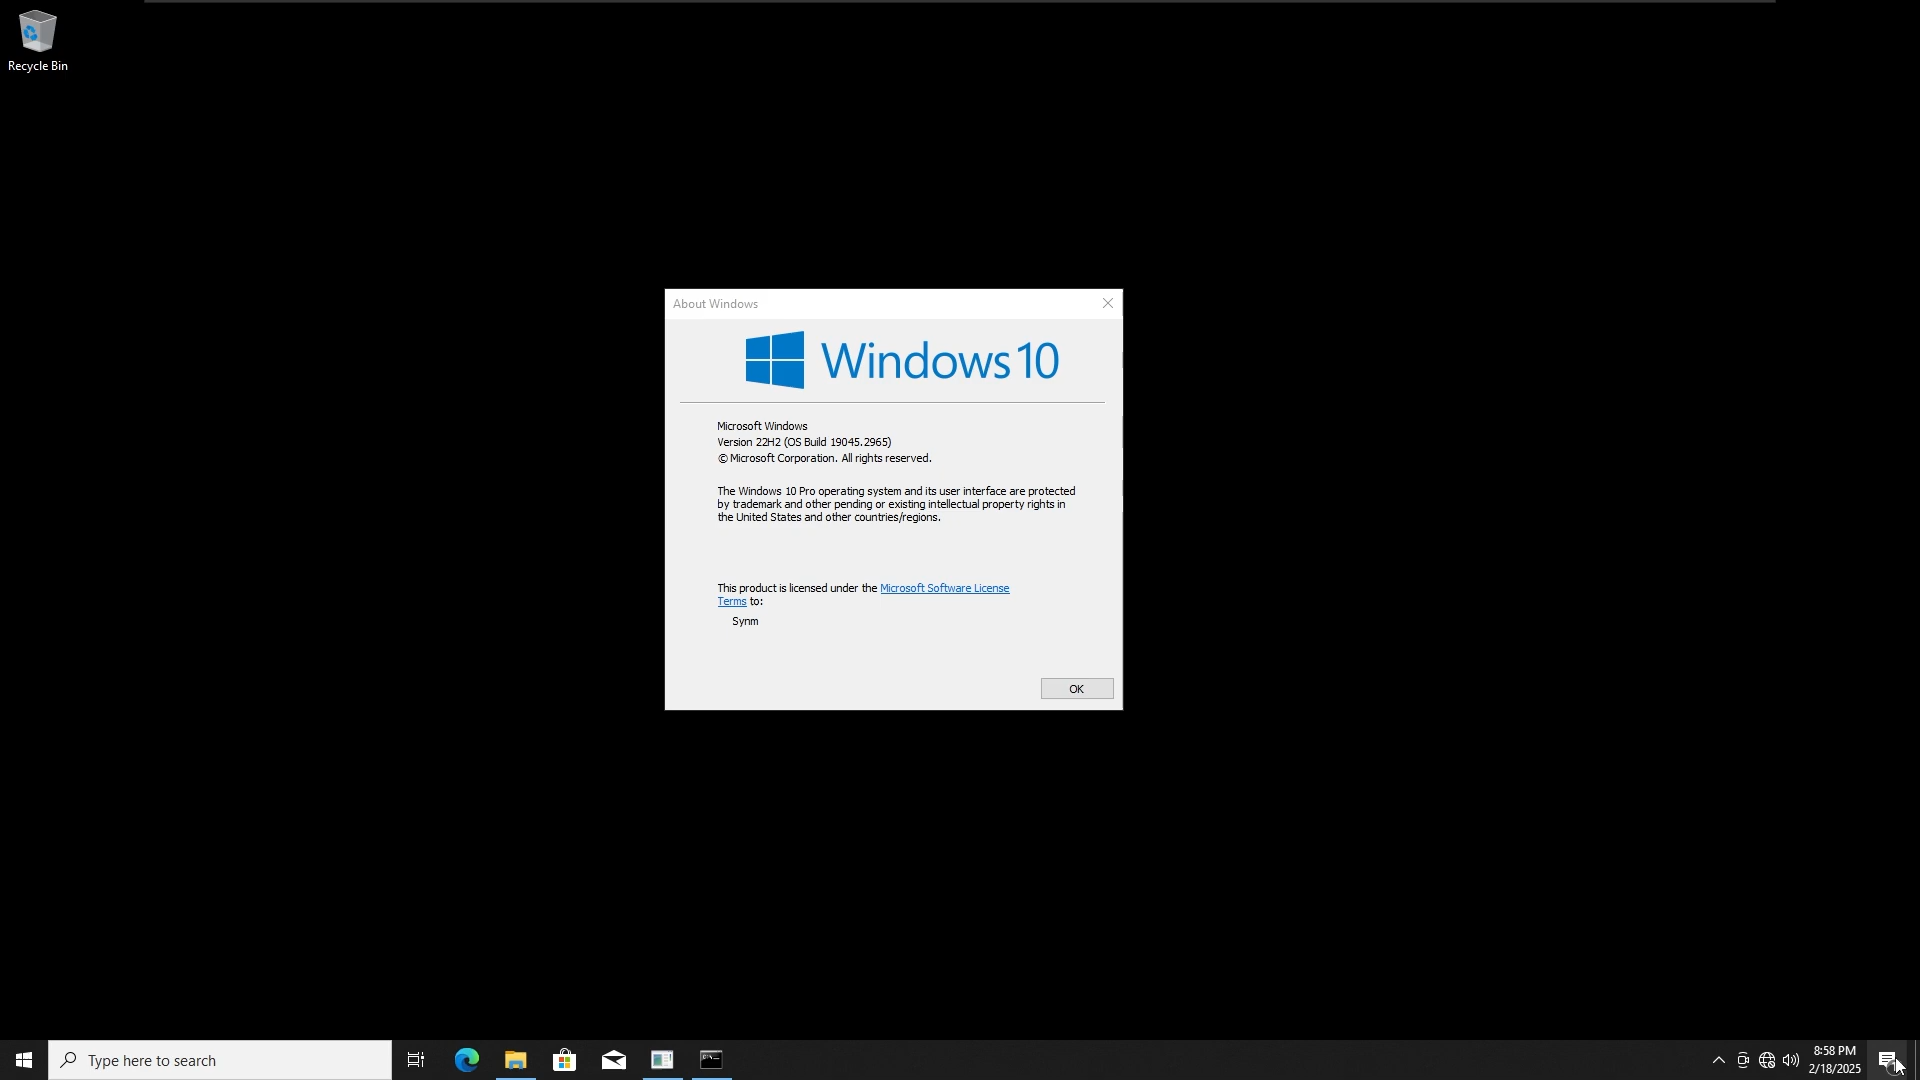 Recycle Bin
About Windows
Windows 10
Microsoft Windows
Version 22H2 (OS Build 19045.2965)
© Microsoft Corporation. All rights reserved.
The Windows 10 Pro operating system and its user interface are protected
by trademark and other pending or existing intellectual property rights in
the United States and other countries/regions.
This product is licensed under the Microsoft Software License
Terms to:
Synm
OK
Type here to search
8:58 PM
2/18/2025